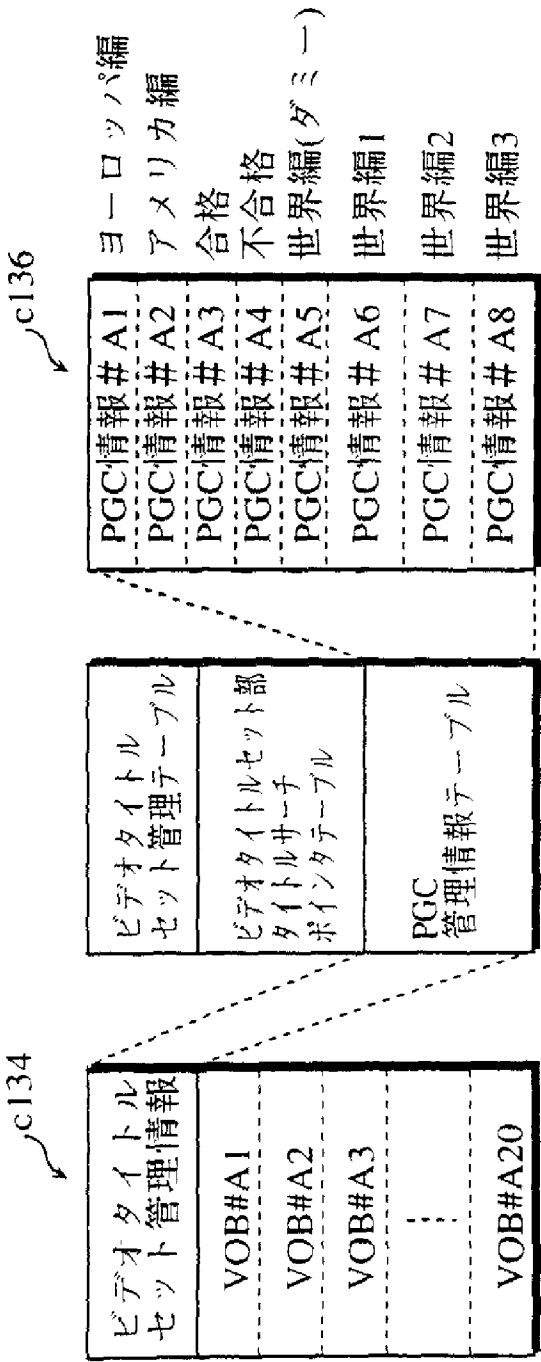 c134
ビデオタイトル
セット管理情報
VOB#A1
VOB#A2
VOB#A3
VOB#A20
ビデオタイトル
セット管理テーブル
ビデオタイトルセット部
タイトルサーチ
ポインタテーブル
PGC
管理情報テーブル
c136
PGC情報# A1
ヨーロッパ編
PGC情報# A2
アメリカ編
PGC情報# A3
合格
PGC情報# A4
不合格
PGC情報# A5
世界編(ダミー)
PGC情報# A6
世界編1
PGC情報# A7
世界編2
PGC情報# A8
世界編3